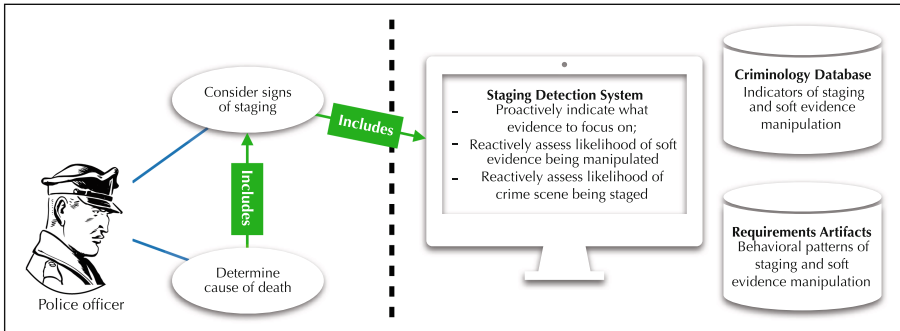 Consider signs
of staging
Includes
Includes
Determine
cause of death
Police officer
Staging Detection System
- Proactively indicate what
evidence to focus on;
- Reactively assess likelihood of soft
evidence being manipulated
- Reactively assess likelihood of
crime scene being staged
Criminology Database
Indicators of staging
and soft evidence
manipulation
Requirements Artifacts
Behavioral patterns of
staging and soft
evidence manipulation